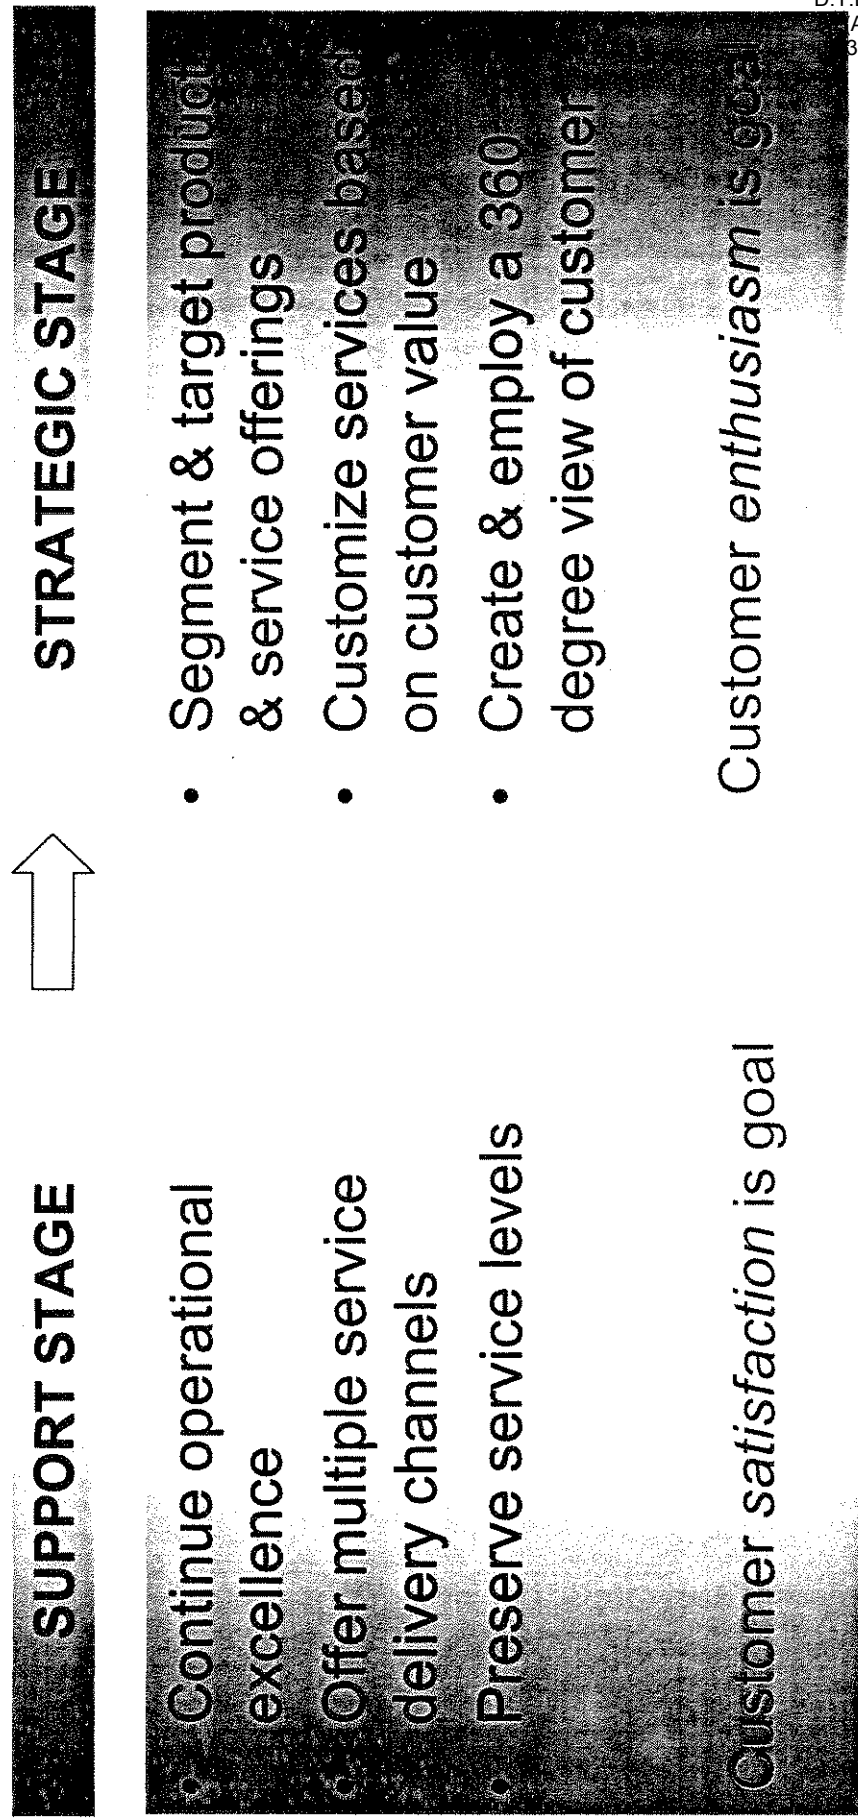 SUPPORT STAGE
• Continue operational
excellence
• Offer multiple service
delivery channels
• Preserve service levels
Customer satisfaction is goal
STRATEGIC STAGE
• Segment & target product
& service offerings
• Customize services based
on customer value
• Create & employ a 360
degree view of customer
Customer enthusiasm is goal